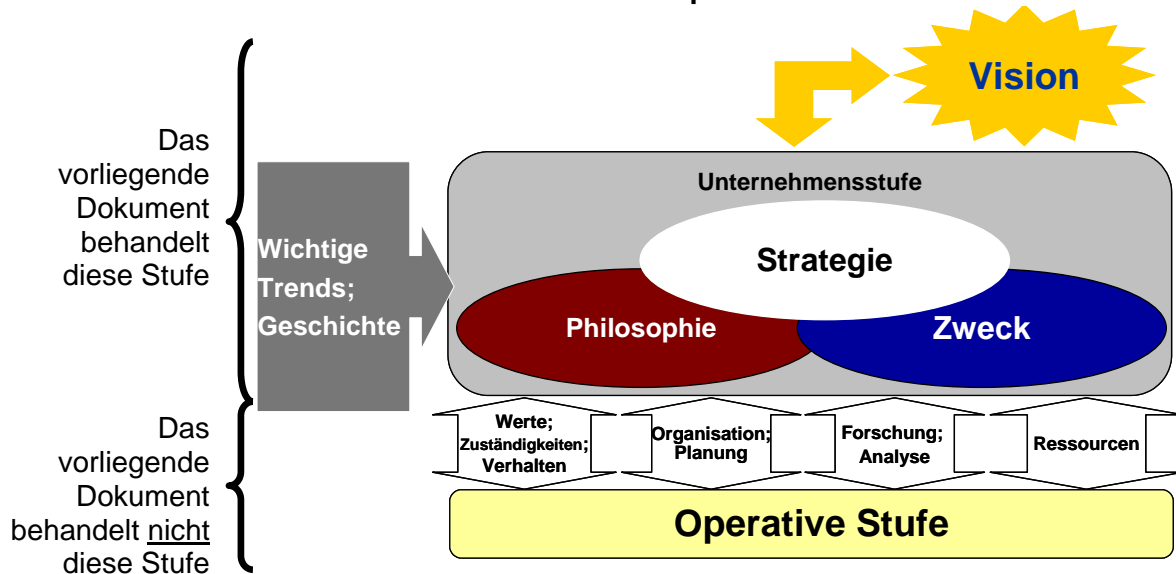 Vision
Das
vorliegende
Dokument
behandelt
diese Stufe
Wichtige
Trends;
Geschichte
Unternehmensstufe
Strategie
Philosophie
Zweck
Das
vorliegende
Dokument
behandelt nicht
diese Stufe
Werte;
Zuständigkeiten;
Verhalten
Organisation;
Planung
Forschung;
Analyse
Ressourcen
Operative Stufe